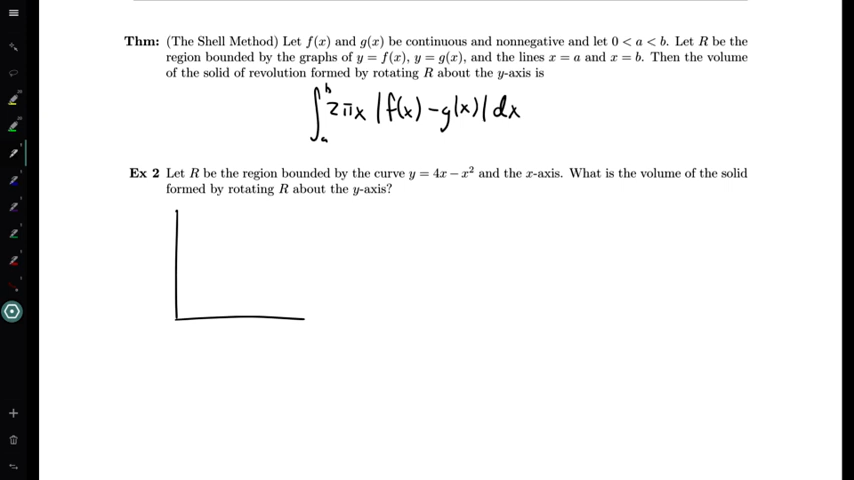 Thm: (The Shell Method) Let f(x) and g(x) be continuous and nonnegative and let 0 < a < b. Let R be the
region bounded by the graphs of y = f(x), y = g(x), and the lines x = a and x = b. Then the volume
of the solid of revolution formed by rotating R about the y-axis is
∫_a^b 2πx |f(x) - g(x)| dx
Ex 2 Let R be the region bounded by the curve y = 4x − x² and the x-axis. What is the volume of the solid
formed by rotating R about the y-axis?